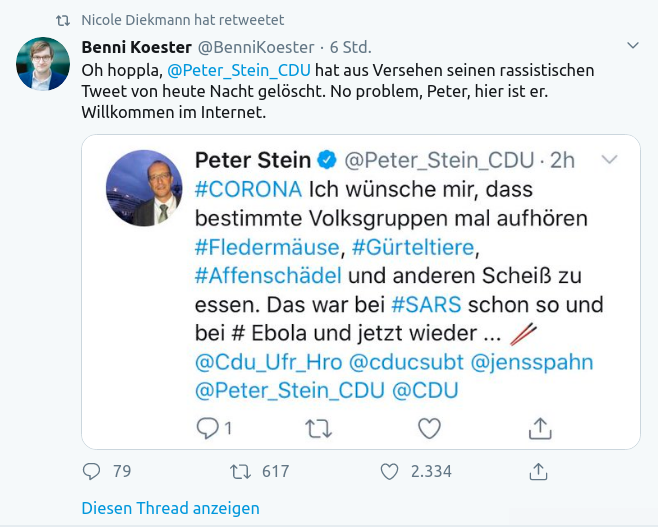 Nicole Diekmann hat retweetet
Benni Koester @BenniKoester · 6 Std.
Oh hoppla, @Peter_Stein_CDU hat aus Versehen seinen rassistischen
Tweet von heute Nacht gelöscht. No problem, Peter, hier ist er.
Willkommen im Internet.
Peter Stein @Peter_Stein_CDU · 2h
#CORONA Ich wünsche mir, dass
bestimmte Volksgruppen mal aufhören
#Fledermäuse, #Gürteltiere,
#Affenschädel und anderen Scheiß zu
essen. Das war bei #SARS schon so und
bei # Ebola und jetzt wieder ...
@Cdu_Ufr_Hro @cducsubt @jensspahn
@Peter_Stein_CDU @CDU
1
79 617 2.334
Diesen Thread anzeigen